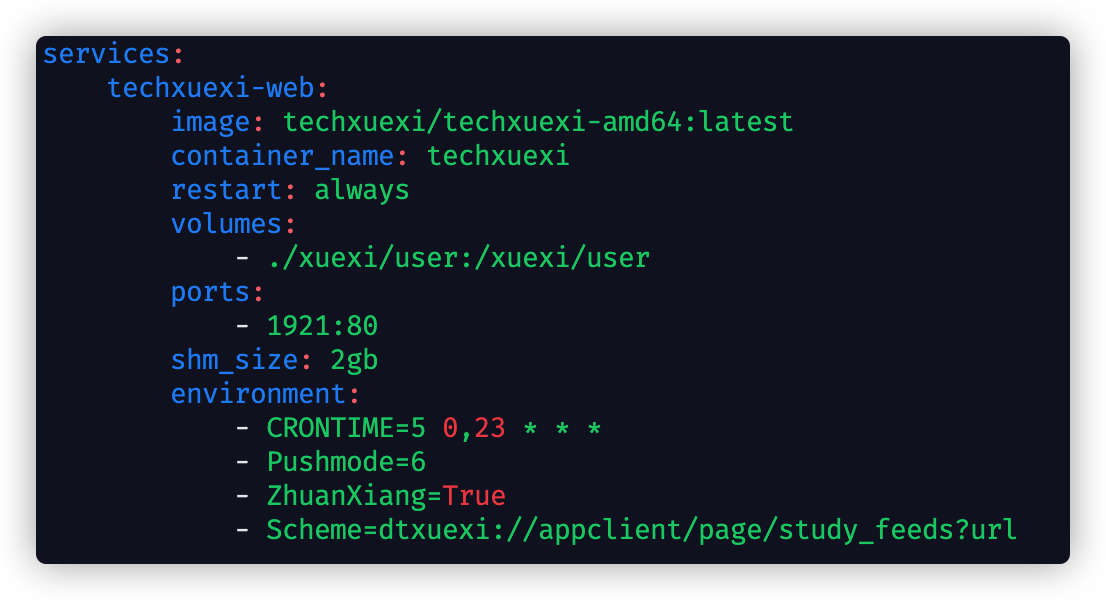 services:
    techxuexi-web:
        image: techxuexi/techxuexi-amd64:latest
        container_name: techxuexi
        restart: always
        volumes:
            - ./xuexi/user:/xuexi/user
        ports:
            - 1921:80
        shm_size: 2gb
        environment:
            - CRONTIME=5 0,23 * * *
            - Pushmode=6
            - ZhuanXiang=True
            - Scheme=dtxuexi://appclient/page/study_feeds?url